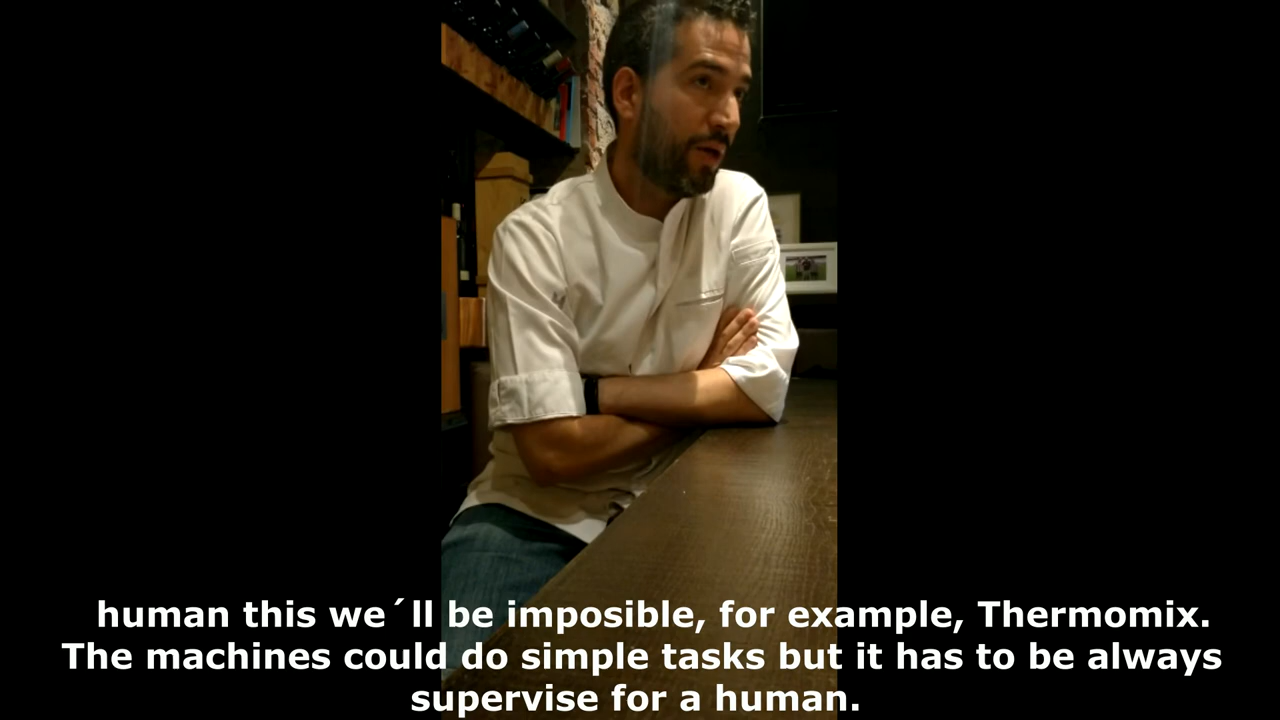 human this we´ll be imposible, for example, Thermomix.
The machines could do simple tasks but it has to be always
supervise for a human.